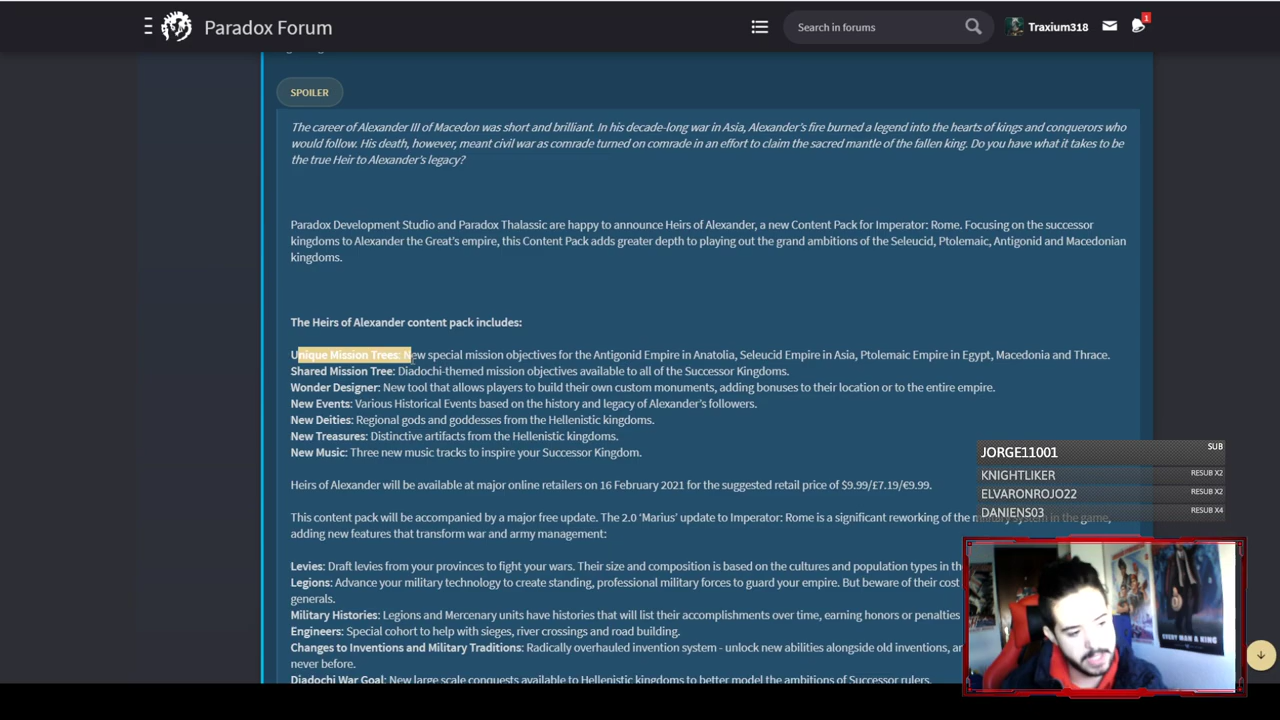 Paradox Forum
Search in forums
Traxium318
1
SPOILER
The career of Alexander III of Macedon was short and brilliant. In his decade-long war in Asia, Alexander's fire burned a legend into the hearts of kings and conquerors who
would follow. His death, however, meant civil war as comrade turned on comrade in an effort to claim the sacred mantle of the fallen king. Do you have what it takes to be
the true Heir to Alexander's legacy?
Paradox Development Studio and Paradox Thalassic are happy to announce Heirs of Alexander, a new Content Pack for Imperator: Rome. Focusing on the successor
kingdoms to Alexander the Great's empire, this Content Pack adds greater depth to playing out the grand ambitions of the Seleucid, Ptolemaic, Antigonid and Macedonian
kingdoms.
The Heirs of Alexander content pack includes:
Unique Mission Trees: New special mission objectives for the Antigonid Empire in Anatolia, Seleucid Empire in Asia, Ptolemaic Empire in Egypt, Macedonia and Thrace.
Shared Mission Tree: Diadochi-themed mission objectives available to all of the Successor Kingdoms.
Wonder Designer: New tool that allows players to build their own custom monuments, adding bonuses to their location or to the entire empire.
New Events: Various Historical Events based on the history and legacy of Alexander's followers.
New Deities: Regional gods and goddesses from the Hellenistic kingdoms.
New Treasures: Distinctive artifacts from the Hellenistic kingdoms.
New Music: Three new music tracks to inspire your Successor Kingdom.
Heirs of Alexander will be available at major online retailers on 16 February 2021 for the suggested retail price of $9.99/£7.19/€9.99.
This content pack will be accompanied by a major free update. The 2.0 'Marius' update to Imperator: Rome is a significant reworking of the military system in the game,
adding new features that transform war and army management:
Levies: Draft levies from your provinces to fight your wars. Their size and composition is based on the cultures and population types in the
Legions: Advance your military technology to create standing, professional military forces to guard your empire. But beware of their cost
generals.
Military Histories: Legions and Mercenary units have histories that will list their accomplishments over time, earning honors or penalties
Engineers: Special cohort to help with sieges, river crossings and road building.
Changes to Inventions and Military Traditions: Radically overhauled invention system - unlock new abilities alongside old inventions,
never before.
Diadochi War Goal: New large scale conquests available to Hellenistic kingdoms to better model the ambitions of Successor rulers.
JORGE11001 SUB
KNIGHTLIKER RESUB X2
ELVARONROJO22 RESUB X2
DANIENS03 RESUB X4
EVERY MAN A KING